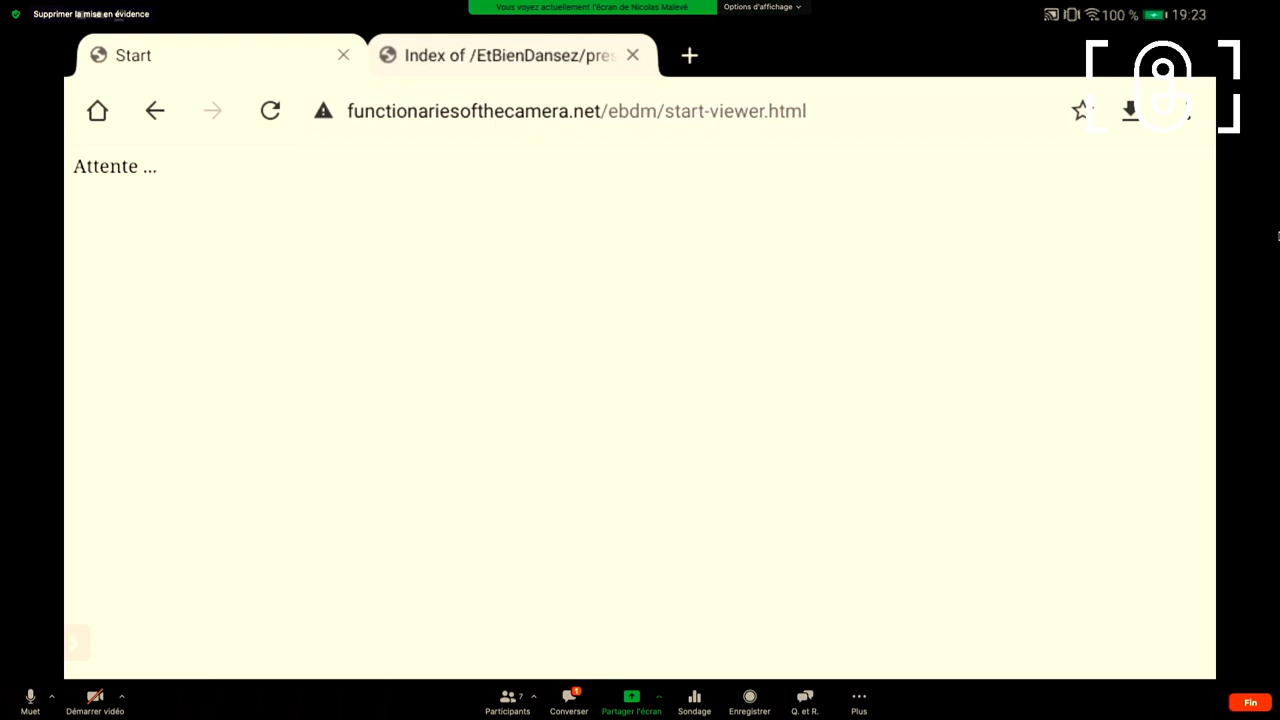 Supprimer la mise en évidence
Vous voyez actuellement l'écran de Nicolas Malevé
Options d'affichage
100 %
19:23
Start
Index of /EtBienDansez/pres
functionariesofthecamera.net/ebdm/start-viewer.html
Attente ...
Muet
Démarrer vidéo
7
Participants
1
Converser
Partager l'écran
Sondage
Enregistrer
Q. et R.
Plus
Fin